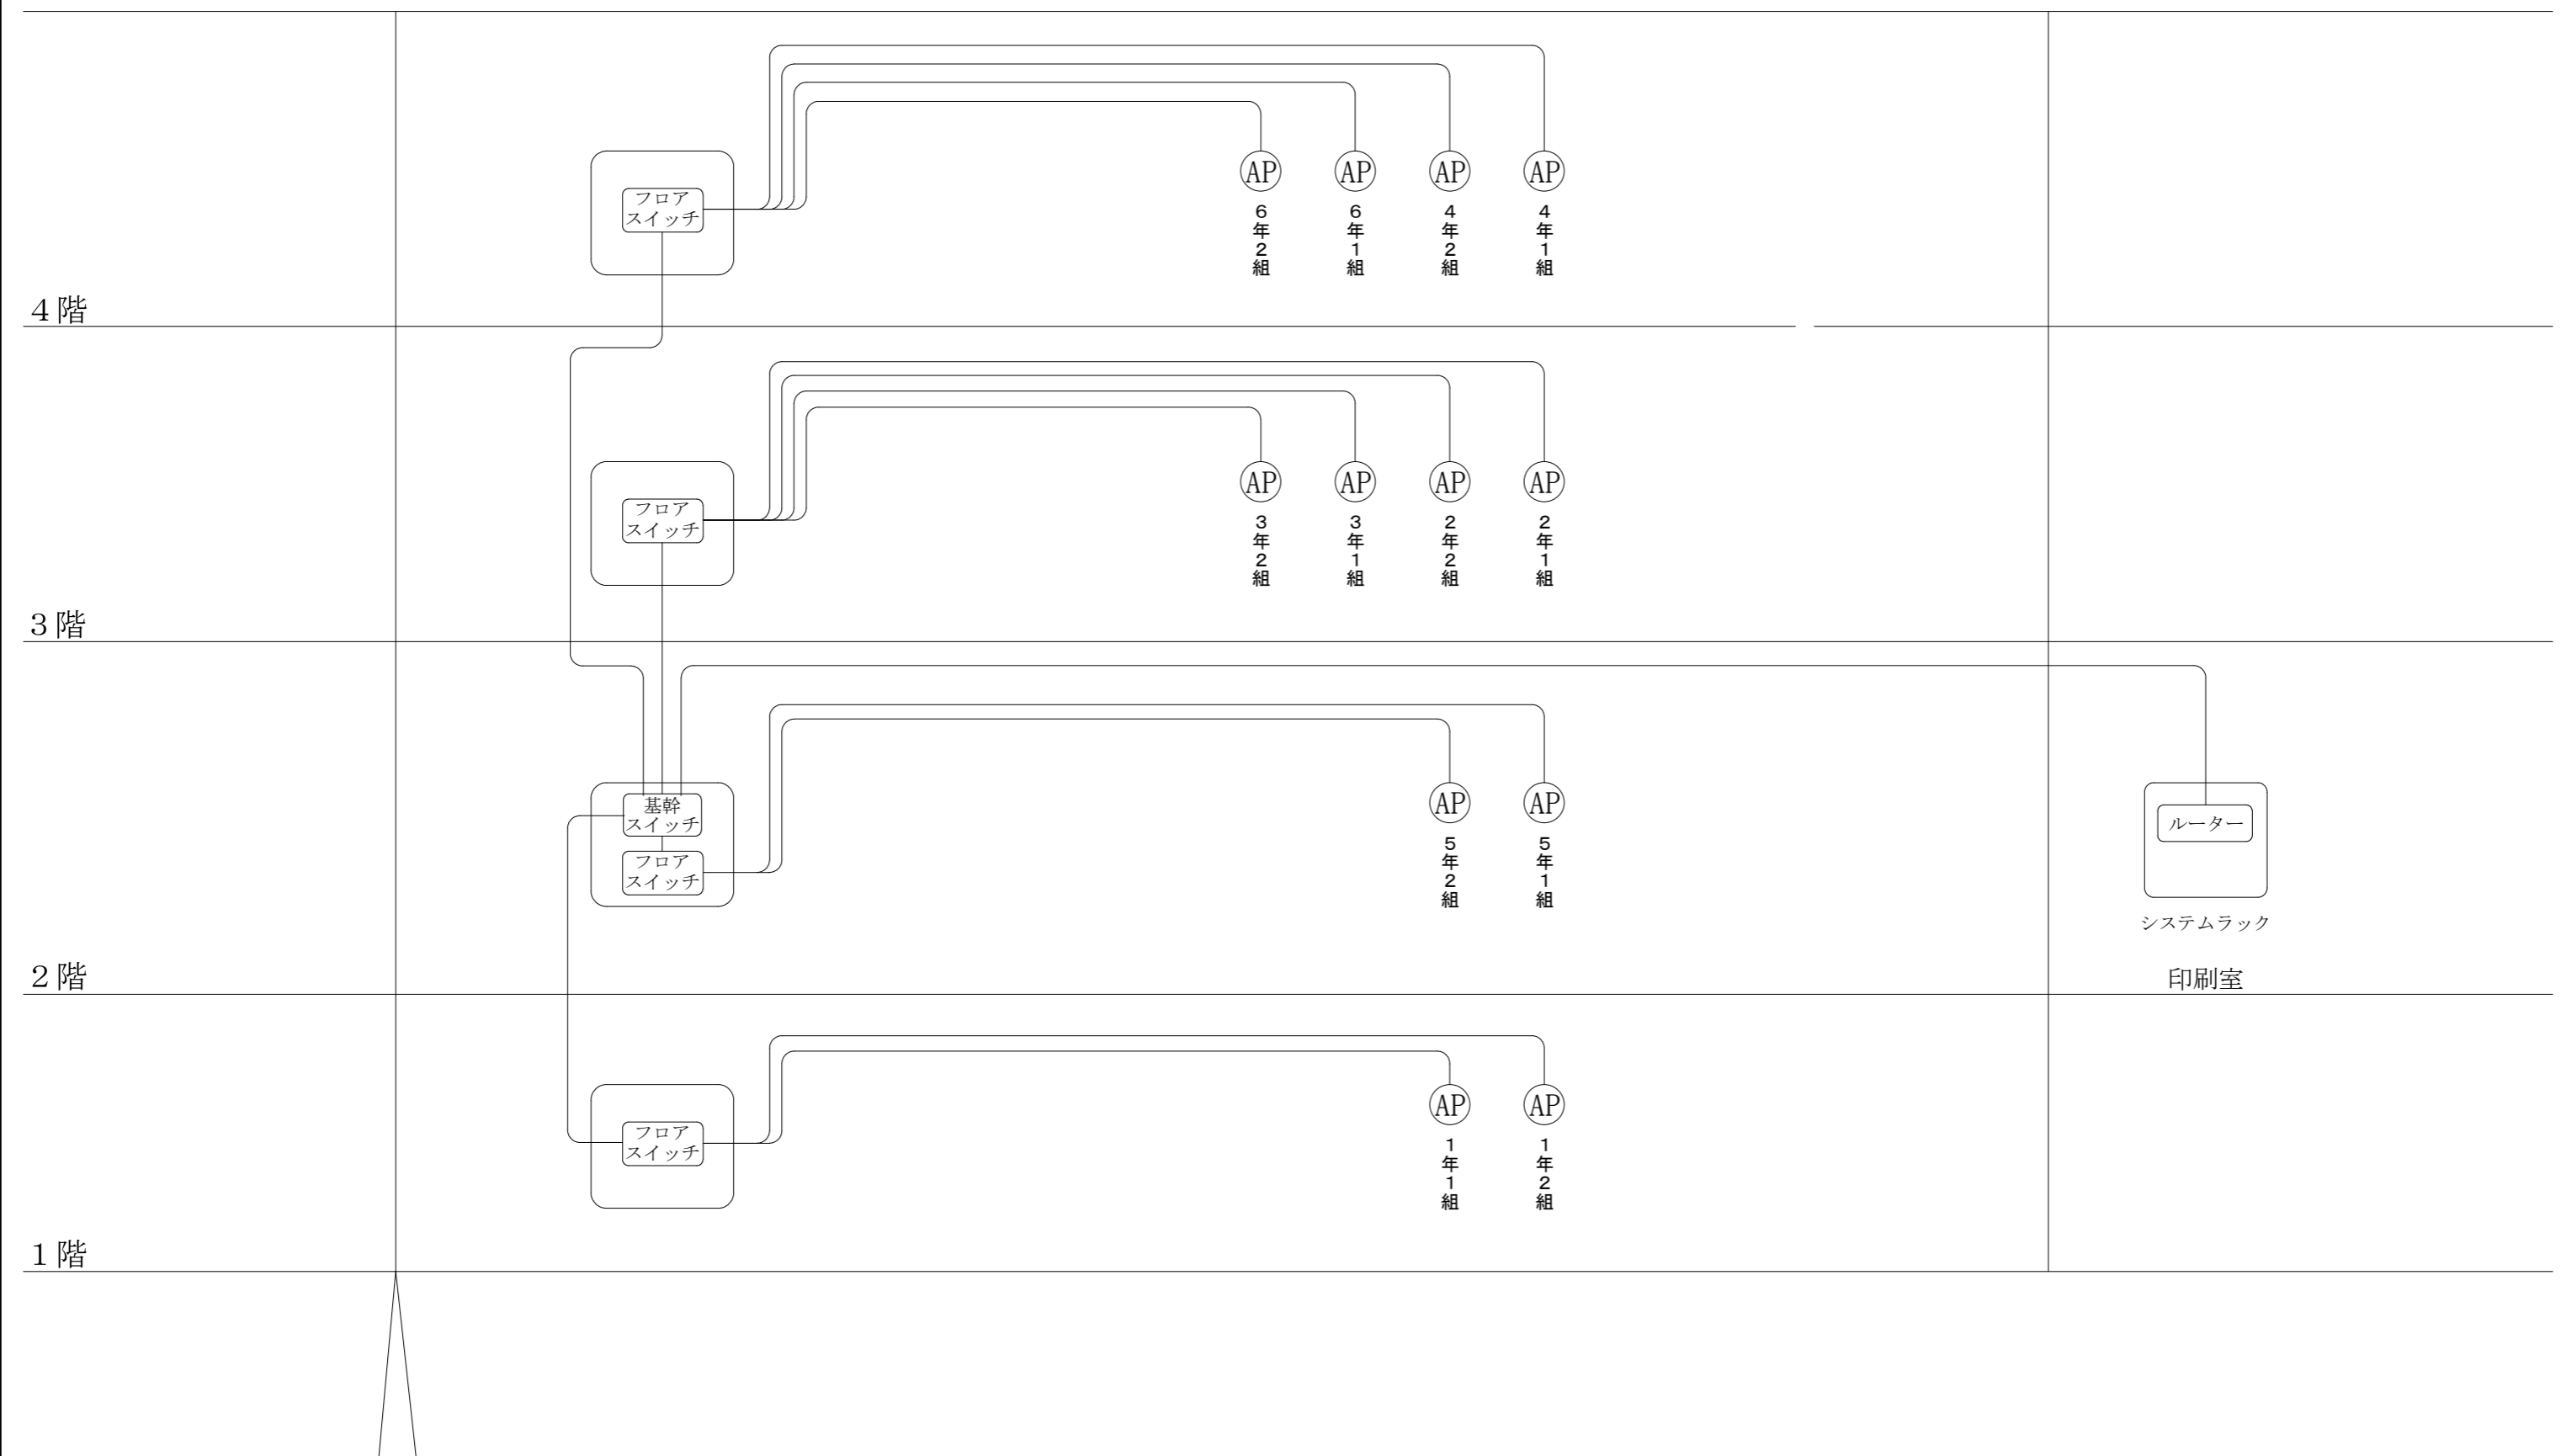 フロア
スイッチ
AP
AP
AP
AP
6年2組
6年1組
4年2組
4年1組
4階
フロア
スイッチ
AP
AP
AP
AP
3年2組
3年1組
2年2組
2年1組
3階
基幹
スイッチ
フロア
スイッチ
AP
AP
5年2組
5年1組
ルーター
システムラック
2階
印刷室
フロア
スイッチ
AP
AP
1年1組
1年2組
1階